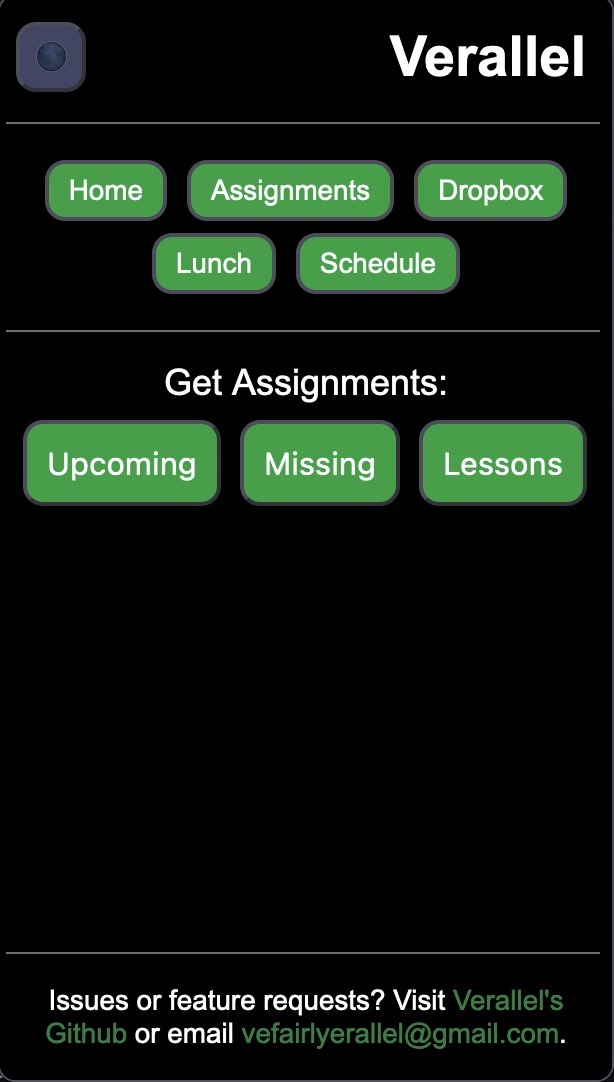 Verallel
Home Assignments Dropbox
Lunch Schedule
Get Assignments:
Upcoming Missing Lessons
Issues or feature requests? Visit Verallel's
Github or email vefairlyerallel@gmail.com.